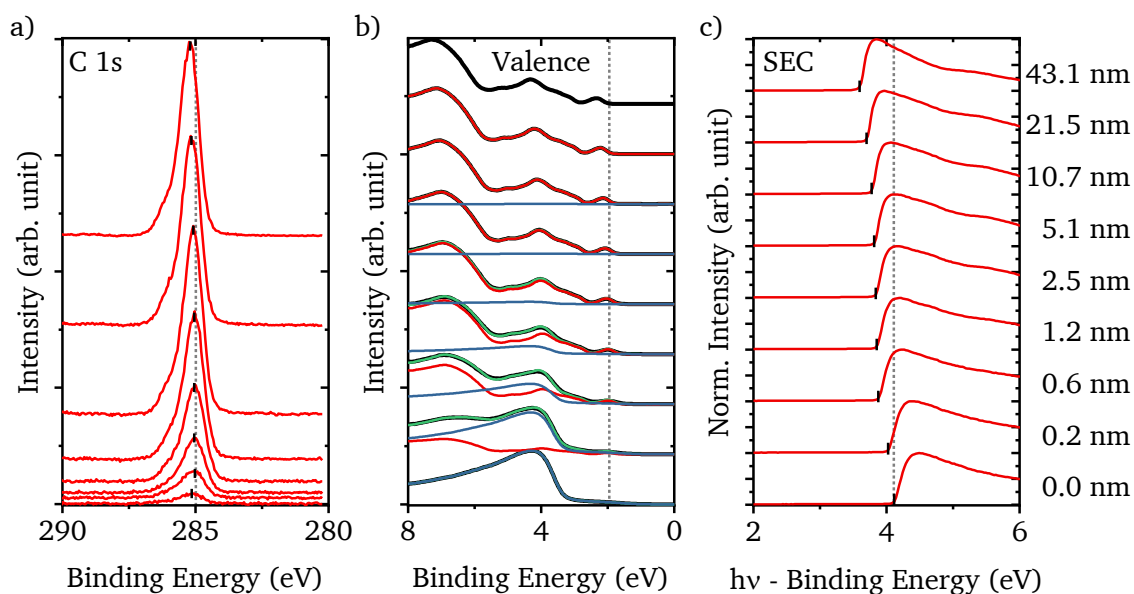 a)
C 1s
Intensity (arb. unit)
290
285
280
Binding Energy (eV)
b)
Valence
Intensity (arb. unit)
8
4
0
Binding Energy (eV)
c)
SEC
Norm. Intensity (arb. unit)
2
4
6
hν - Binding Energy (eV)
43.1 nm
21.5 nm
10.7 nm
5.1 nm
2.5 nm
1.2 nm
0.6 nm
0.2 nm
0.0 nm